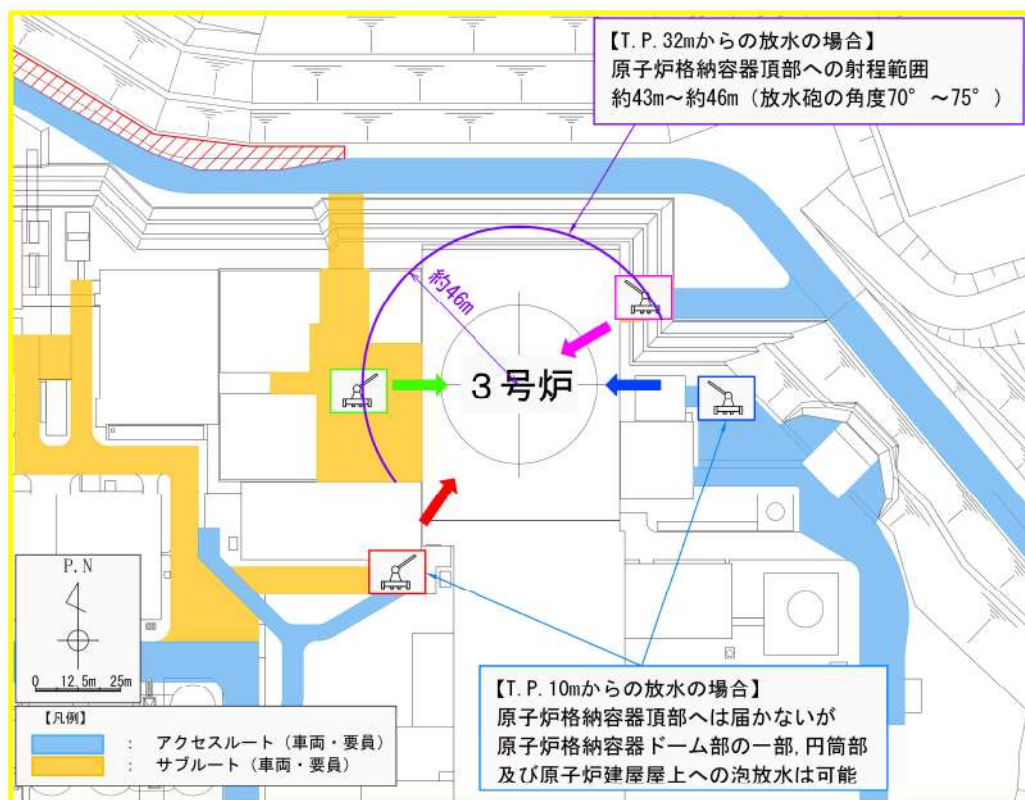 【T.P.32mからの放水の場合】
原子炉格納容器頂部への射程範囲
約43m～約46m（放水砲の角度70°～75°）
約46m
3号炉
P.N
0 12.5m 25m
【凡例】
： アクセスルート（車両・要員）
： サブルート（車両・要員）
【T.P.10mからの放水の場合】
原子炉格納容器頂部へは届かないが
原子炉格納容器ドーム部の一部，円筒部
及び原子炉建屋屋上への泡放水は可能